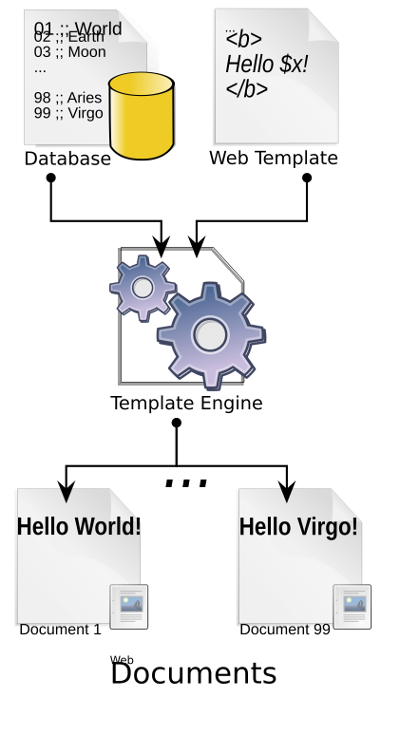 01 ;; World
02 ;; Earth
03 ;; Moon
...
98 ;; Aries
99 ;; Virgo
Database
...
<b>
Hello $x!
</b>
Web Template
Template Engine
...
Hello World!
Document 1
Hello Virgo!
Document 99
Web
Documents